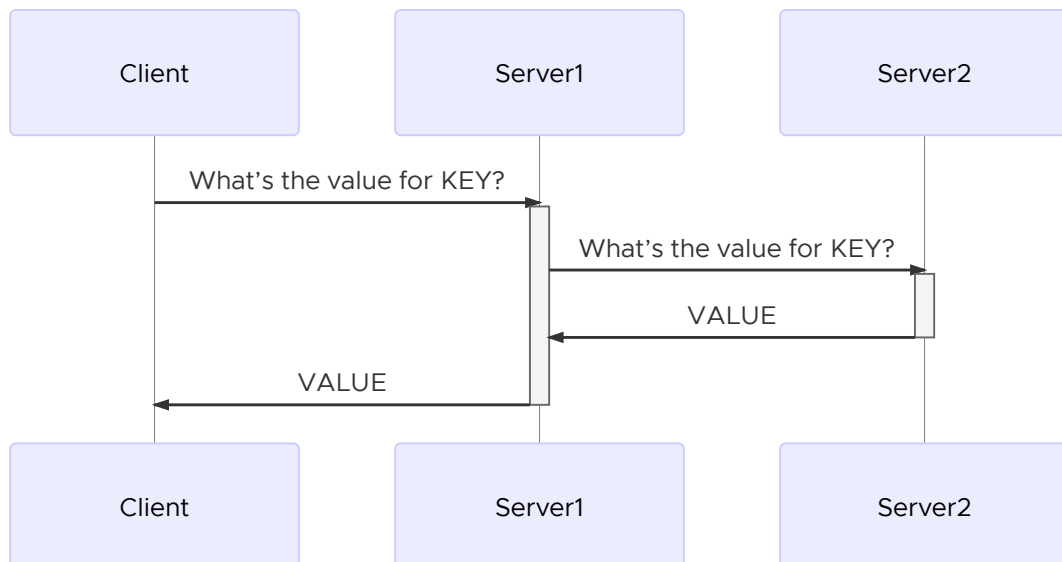 Client
Server1
Server2
What’s the value for KEY?
What’s the value for KEY?
VALUE
VALUE
Client
Server1
Server2